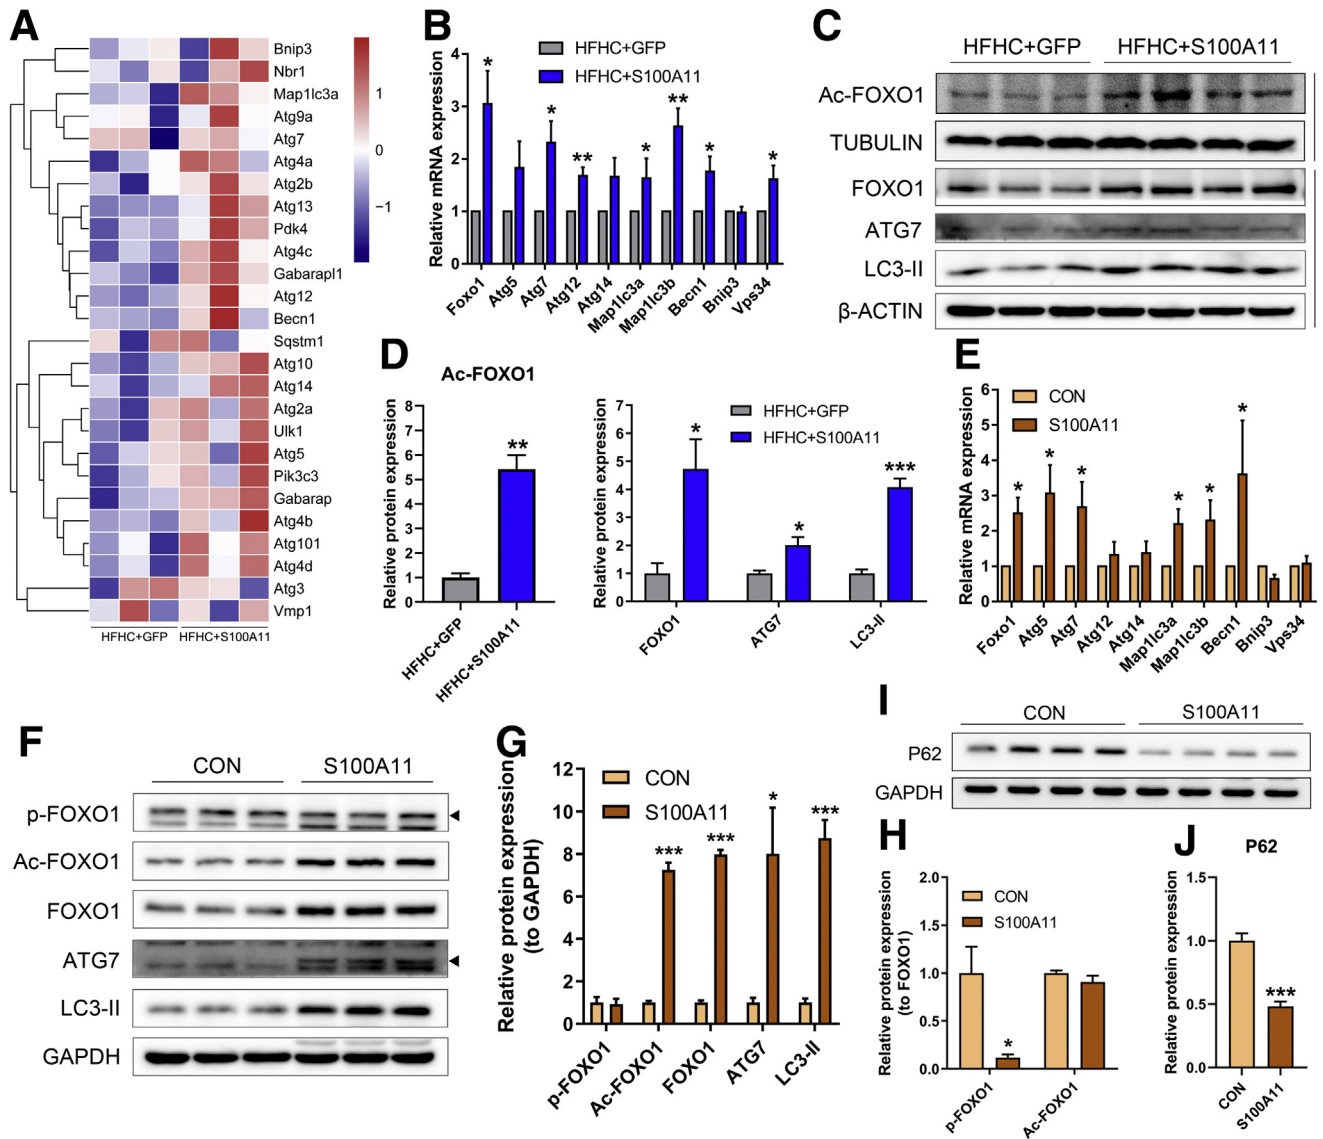 A
Bnip3
Nbr1
Map1lc3a
Atg9a
Atg7
Atg4a
Atg2b
Atg13
Pdk4
Atg4c
Gabarapl1
Atg12
Becn1
Sqstm1
Atg10
Atg14
Atg2a
Ulk1
Atg5
Pik3c3
Gabarap
Atg4b
Atg101
Atg4d
Atg3
Vmp1
1
0
−1
HFHC+GFP HFHC+S100A11
B
HFHC+GFP
HFHC+S100A11
Relative mRNA expression
4
3
2
1
0
* * ** * ** * *
Foxo1 Atg5 Atg7 Atg12 Atg14 Map1lc3a Map1lc3b Becn1 Bnip3 Vps34
C
HFHC+GFP HFHC+S100A11
Ac-FOXO1
TUBULIN
FOXO1
ATG7
LC3-II
β-ACTIN
D
Ac-FOXO1
Relative protein expression
8
7
6
5
4
3
2
1
0
**
HFHC+GFP HFHC+S100A11
HFHC+GFP
HFHC+S100A11
Relative protein expression
7
6
5
4
3
2
1
0
* * ***
FOXO1 ATG7 LC3-II
E
CON
S100A11
Relative mRNA expression
6
5
4
3
2
1
0
* * * * * *
Foxo1 Atg5 Atg7 Atg12 Atg14 Map1lc3a Map1lc3b Becn1 Bnip3 Vps34
F
CON S100A11
p-FOXO1
Ac-FOXO1
FOXO1
ATG7
LC3-II
GAPDH
G
CON
S100A11
Relative protein expression
(to GAPDH)
12
10
8
6
4
2
0
*** *** * ***
p-FOXO1 Ac-FOXO1 FOXO1 ATG7 LC3-II
I
CON S100A11
P62
GAPDH
H
CON
S100A11
Relative protein expression
(to FOXO1)
2.0
1.5
1.0
0.5
0.0
*
p-FOXO1 Ac-FOXO1
J
P62
Relative protein expression
1.5
1.0
0.5
0.0
***
CON S100A11